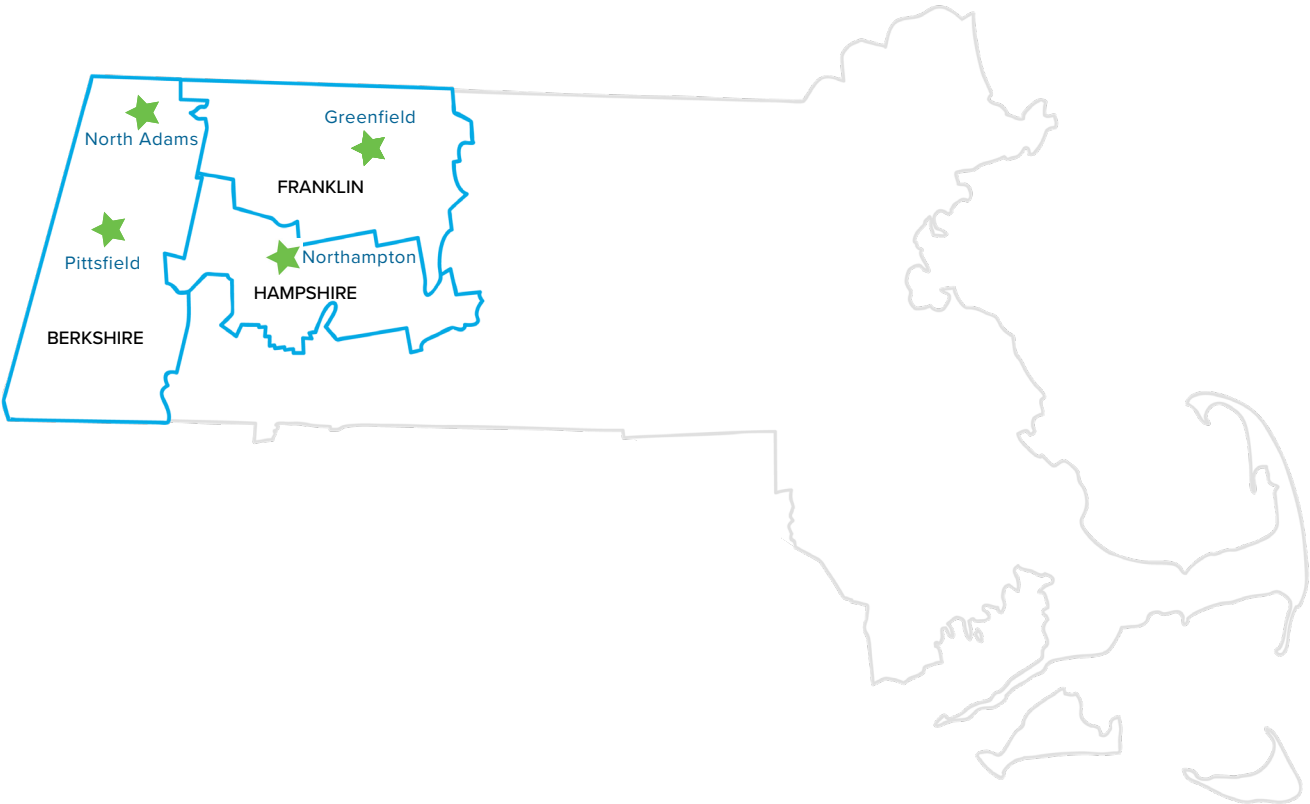 Greenfield
North Adams
FRANKLIN
Northampton
Pittsfield
HAMPSHIRE
BERKSHIRE